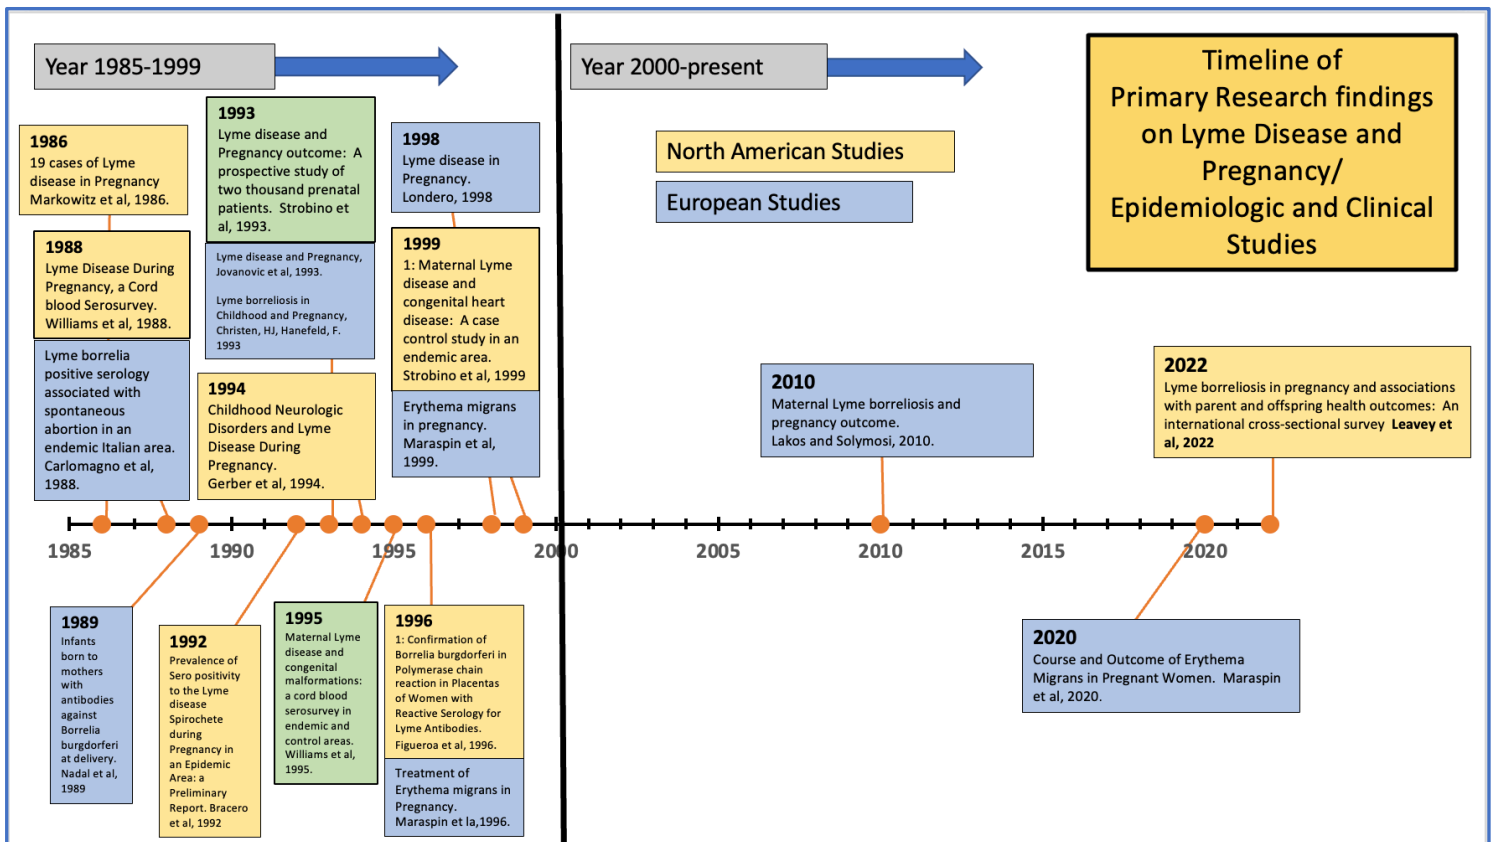 Year 1985-1999
Year 2000-present
Timeline of
Primary Research findings
on Lyme Disease and
Pregnancy/
Epidemiologic and Clinical
Studies
North American Studies
European Studies
1986
19 cases of Lyme
disease in Pregnancy
Markowitz et al, 1986.
1988
Lyme Disease During
Pregnancy, a Cord
blood Serosurvey.
Williams et al, 1988.
Lyme borrelia
positive serology
associated with
spontaneous
abortion in an
endemic Italian area.
Carlomagno et al,
1988.
1993
Lyme disease and
Pregnancy outcome: A
prospective study of
two thousand prenatal
patients. Strobino et
al, 1993.
Lyme disease and Pregnancy,
Jovanovic et al, 1993.
Lyme borreliosis in
Childhood and Pregnancy,
Christen, HJ, Hanefeld, F.
1993
1994
Childhood Neurologic
Disorders and Lyme
Disease During
Pregnancy.
Gerber et al, 1994.
1998
Lyme disease in
Pregnancy.
Londero, 1998
1999
1: Maternal Lyme
disease and
congenital heart
disease: A case
control study in an
endemic area.
Strobino et al, 1999
Erythema migrans
in pregnancy.
Maraspin et al,
1999.
2010
Maternal Lyme borreliosis and
pregnancy outcome.
Lakos and Solymosi, 2010.
2022
Lyme borreliosis in pregnancy and associations
with parent and offspring health outcomes: An
international cross-sectional survey Leavey et
al, 2022
1985
1990
1995
2000
2005
2010
2015
2020
1989
Infants
born to
mothers
with
antibodies
against
Borrelia
burgdorferi
at delivery.
Nadal et al,
1989
1992
Prevalence of
Sero positivity
to the Lyme
disease
Spirochete
during
Pregnancy in
an Epidemic
Area: a
Preliminary
Report. Bracero
et al, 1992
1995
Maternal Lyme
disease and
congenital
malformations:
a cord blood
serosurvey in
endemic and
control areas.
Williams et al,
1995.
1996
1: Confirmation of
Borrelia burgdorferi in
Polymerase chain
reaction in Placentas
of Women with
Reactive Serology for
Lyme Antibodies.
Figueroa et al, 1996.
Treatment of
Erythema migrans in
Pregnancy.
Maraspin et la,1996.
2020
Course and Outcome of Erythema
Migrans in Pregnant Women. Maraspin
et al, 2020.